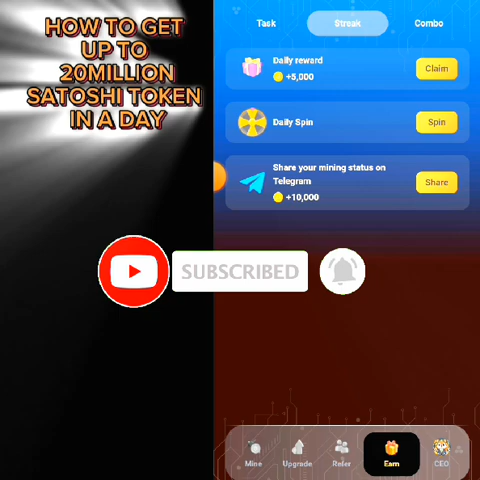 HOW TO GET
UP TO
20MILLION
SATOSHI TOKEN
IN A DAY
Task Streak Combo
Daily reward
+5,000
Claim
Daily Spin
Spin
Share your mining status on
Telegram
+10,000
Share
SUBSCRIBED
Mine Upgrade Refer Earn CEO